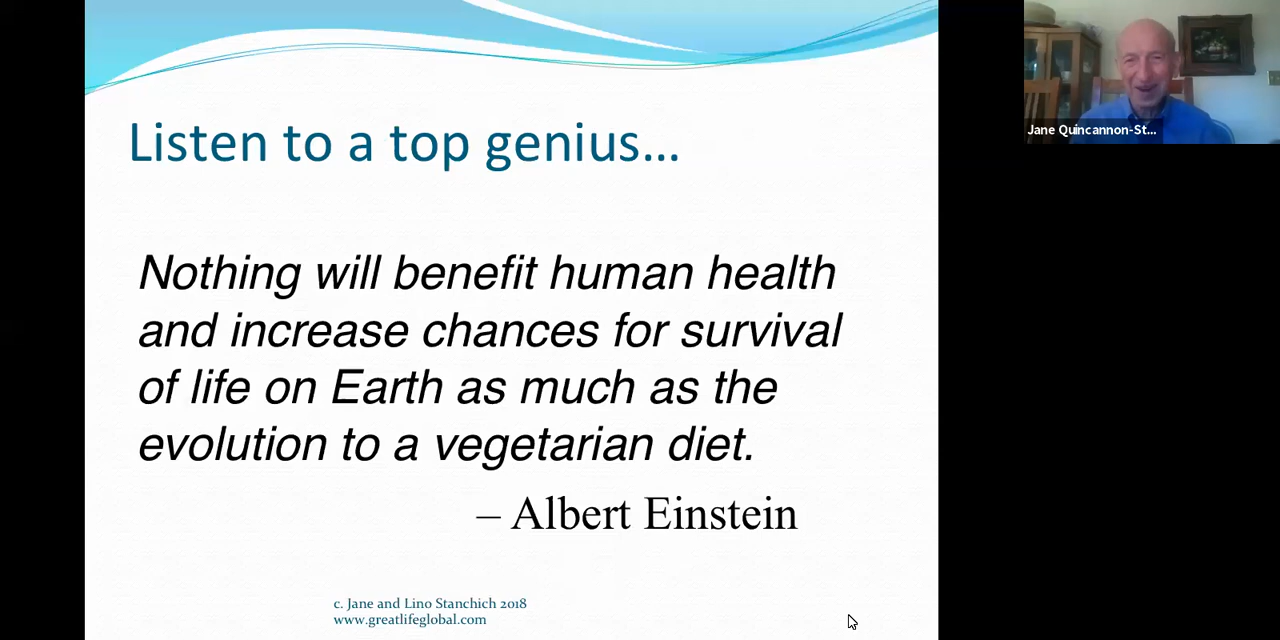 Listen to a top genius...
Nothing will benefit human health
and increase chances for survival
of life on Earth as much as the
evolution to a vegetarian diet.
– Albert Einstein
c. Jane and Lino Stanchich 2018
www.greatlifeglobal.com
Jane Quincannon-St...